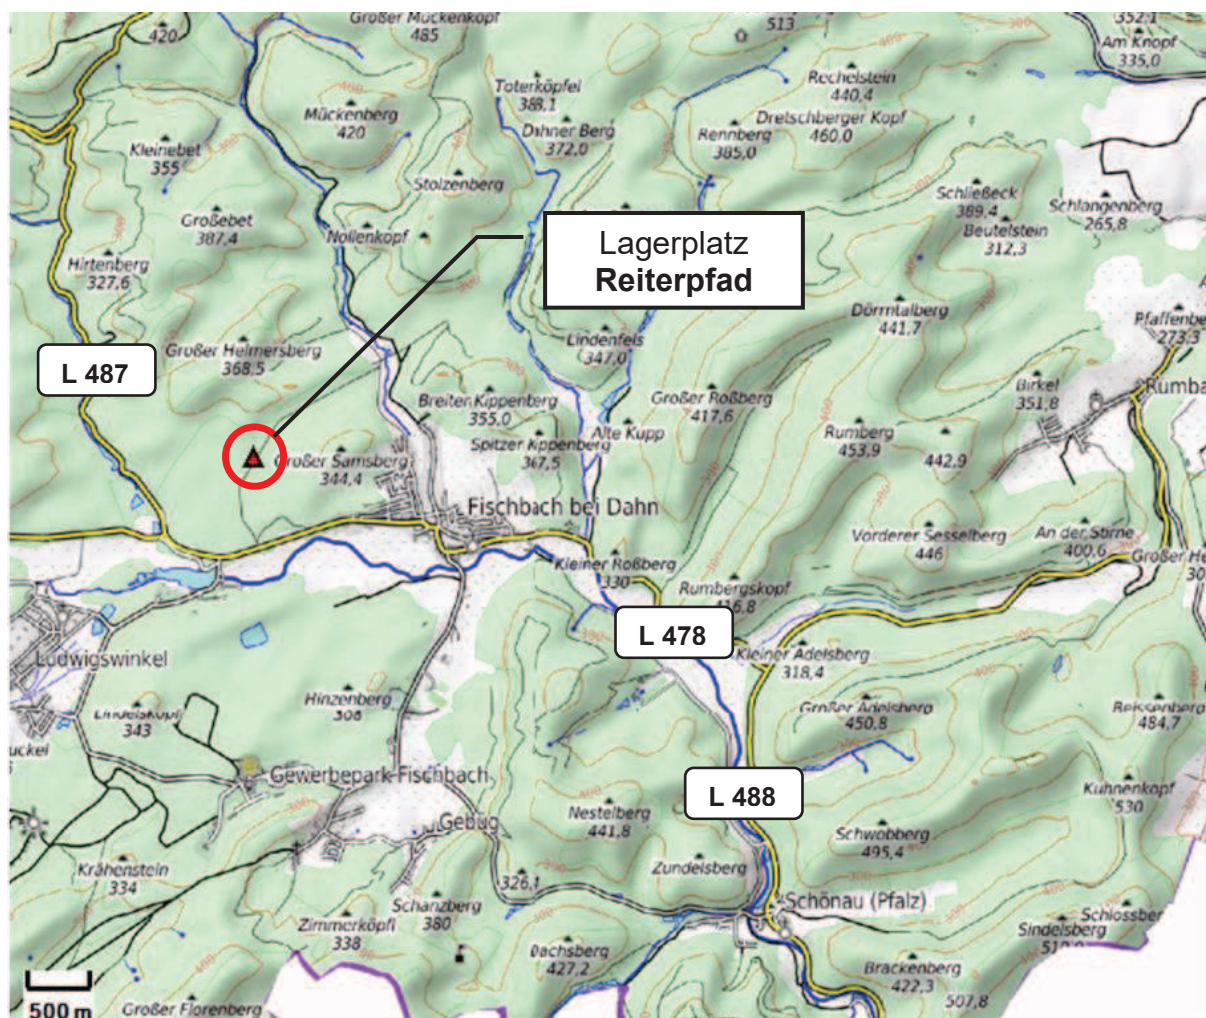 Großer Mückenkopf
485
420
513
352,1
Am Knopf
335,0
Toterköpfel
388,1
Rechelstein
440,4
Mückenberg
420
Dahner Berg
372,0
Rennberg
385,0
Dretschberger Kopf
460,0
Kleinebet
355
Stolzenberg
Schließeck
389,4
Schlangenberg
265,8
Großebet
387,4
Nollenkopf
Beutelstein
312,3
Lagerplatz
Reiterpfad
Hirtenberg
327,6
Dörmtalberg
441,7
273,3
Lindenfels
347,0
Großer Helmersberg
368,5
L 487
Breiten Kippenberg
355,0
Großer Roßberg
417,6
Birkel
351,8
Spitzer Kippenberg
367,5
Alte Kupp
Rumberg
453,9
442,9
Großer Samsberg
344,4
Fischbach bei Dahn
Vorderer Sesselberg
446
An der Stirne
400,6
Kleiner Roßberg
330
Rumbergskopf
L 478
Kleiner Adelsberg
318,4
Ludwigswinkel
Hinzenberg
308
Lindelskopf
343
Großer Adelsberg
450,8
Beissenberg
484,7
Gewerbepark Fischbach
L 488
Kuhnenkopf
530
Nestelberg
441,8
Gebüg
Schwobberg
495,4
Krähenstein
334
Zundelsberg
326,1
Schönau (Pfalz)
Schanzberg
380
Zimmerköpfl
338
Sindelsberg
Dachsberg
427,2
Brackenberg
422,3
507,8
500 m
Großer Florenberg